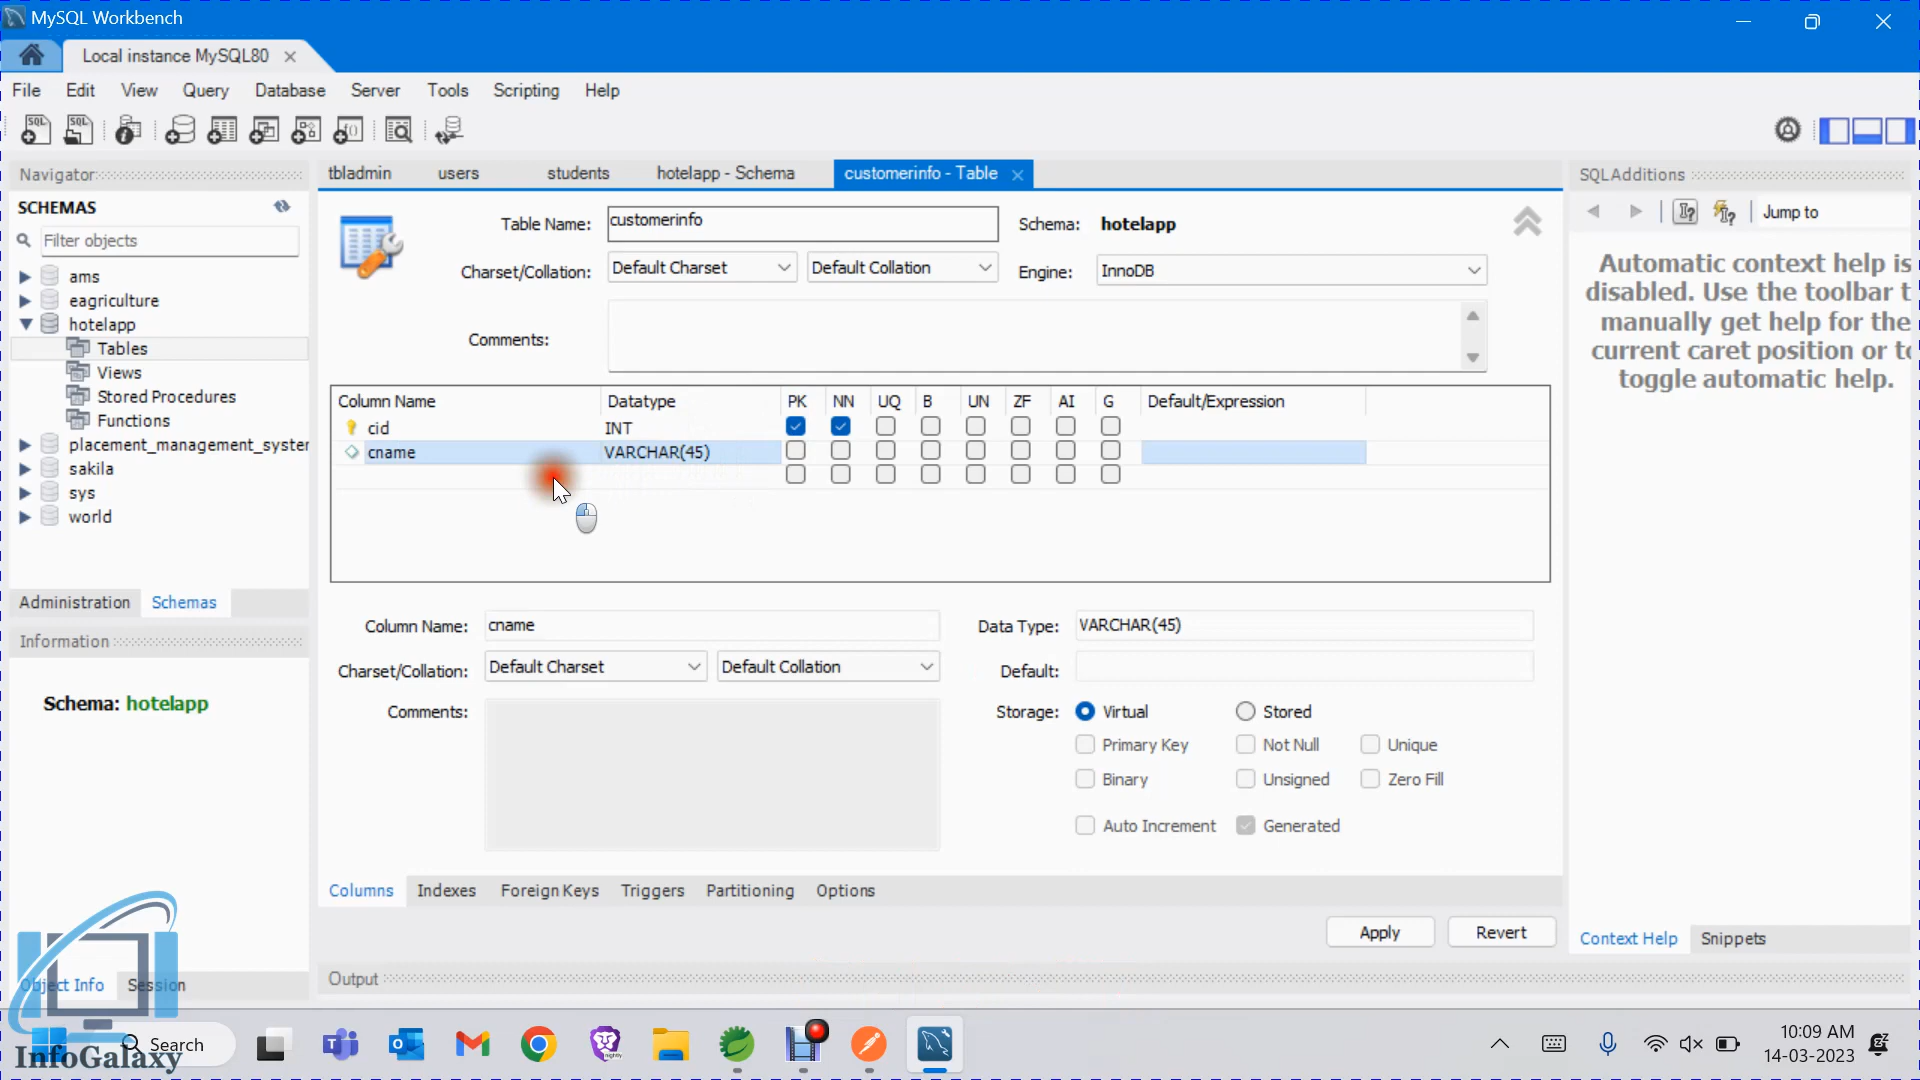 MySQL Workbench
Local instance MySQL80
File Edit View Query Database Server Tools Scripting Help
Navigator
SCHEMAS
Filter objects
ams
eagriculture
hotelapp
Tables
Views
Stored Procedures
Functions
placement_management_syster
sakila
sys
world
Administration Schemas
Information
Schema: hotelapp
Object Info Session
tbladmin users students hotelapp - Schema customerinfo - Table
Table Name: customerinfo Schema: hotelapp
Charset/Collation: Default Charset Default Collation Engine: InnoDB
Comments:
Column Name Datatype PK NN UQ B UN ZF AI G Default/Expression
cid INT
cname VARCHAR(45)
Column Name: cname Data Type: VARCHAR(45)
Charset/Collation: Default Charset Default Collation Default:
Comments: Storage: Virtual Stored
Primary Key Not Null Unique
Binary Unsigned Zero Fill
Auto Increment Generated
Columns Indexes Foreign Keys Triggers Partitioning Options
Apply Revert
Output
SQLAdditions
Jump to
Automatic context help is
disabled. Use the toolbar t
manually get help for the
current caret position or to
toggle automatic help.
Context Help Snippets
InfoGalaxy
Search
10:09 AM
14-03-2023